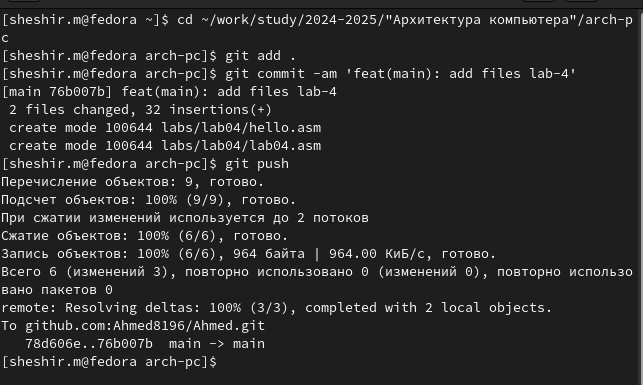 [sheshir.m@fedora ~]$ cd ~/work/study/2024-2025/"Архитектура компьютера"/arch-p
c
[sheshir.m@fedora arch-pc]$ git add .
[sheshir.m@fedora arch-pc]$ git commit -am 'feat(main): add files lab-4'
[main 76b007b] feat(main): add files lab-4
 2 files changed, 32 insertions(+)
 create mode 100644 labs/lab04/hello.asm
 create mode 100644 labs/lab04/lab04.asm
[sheshir.m@fedora arch-pc]$ git push
Перечисление объектов: 9, готово.
Подсчет объектов: 100% (9/9), готово.
При сжатии изменений используется до 2 потоков
Сжатие объектов: 100% (6/6), готово.
Запись объектов: 100% (6/6), 964 байта | 964.00 КиБ/с, готово.
Всего 6 (изменений 3), повторно использовано 0 (изменений 0), повторно использо
вано пакетов 0
remote: Resolving deltas: 100% (3/3), completed with 2 local objects.
To github.com:Ahmed8196/Ahmed.git
   78d606e..76b007b  main -> main
[sheshir.m@fedora arch-pc]$